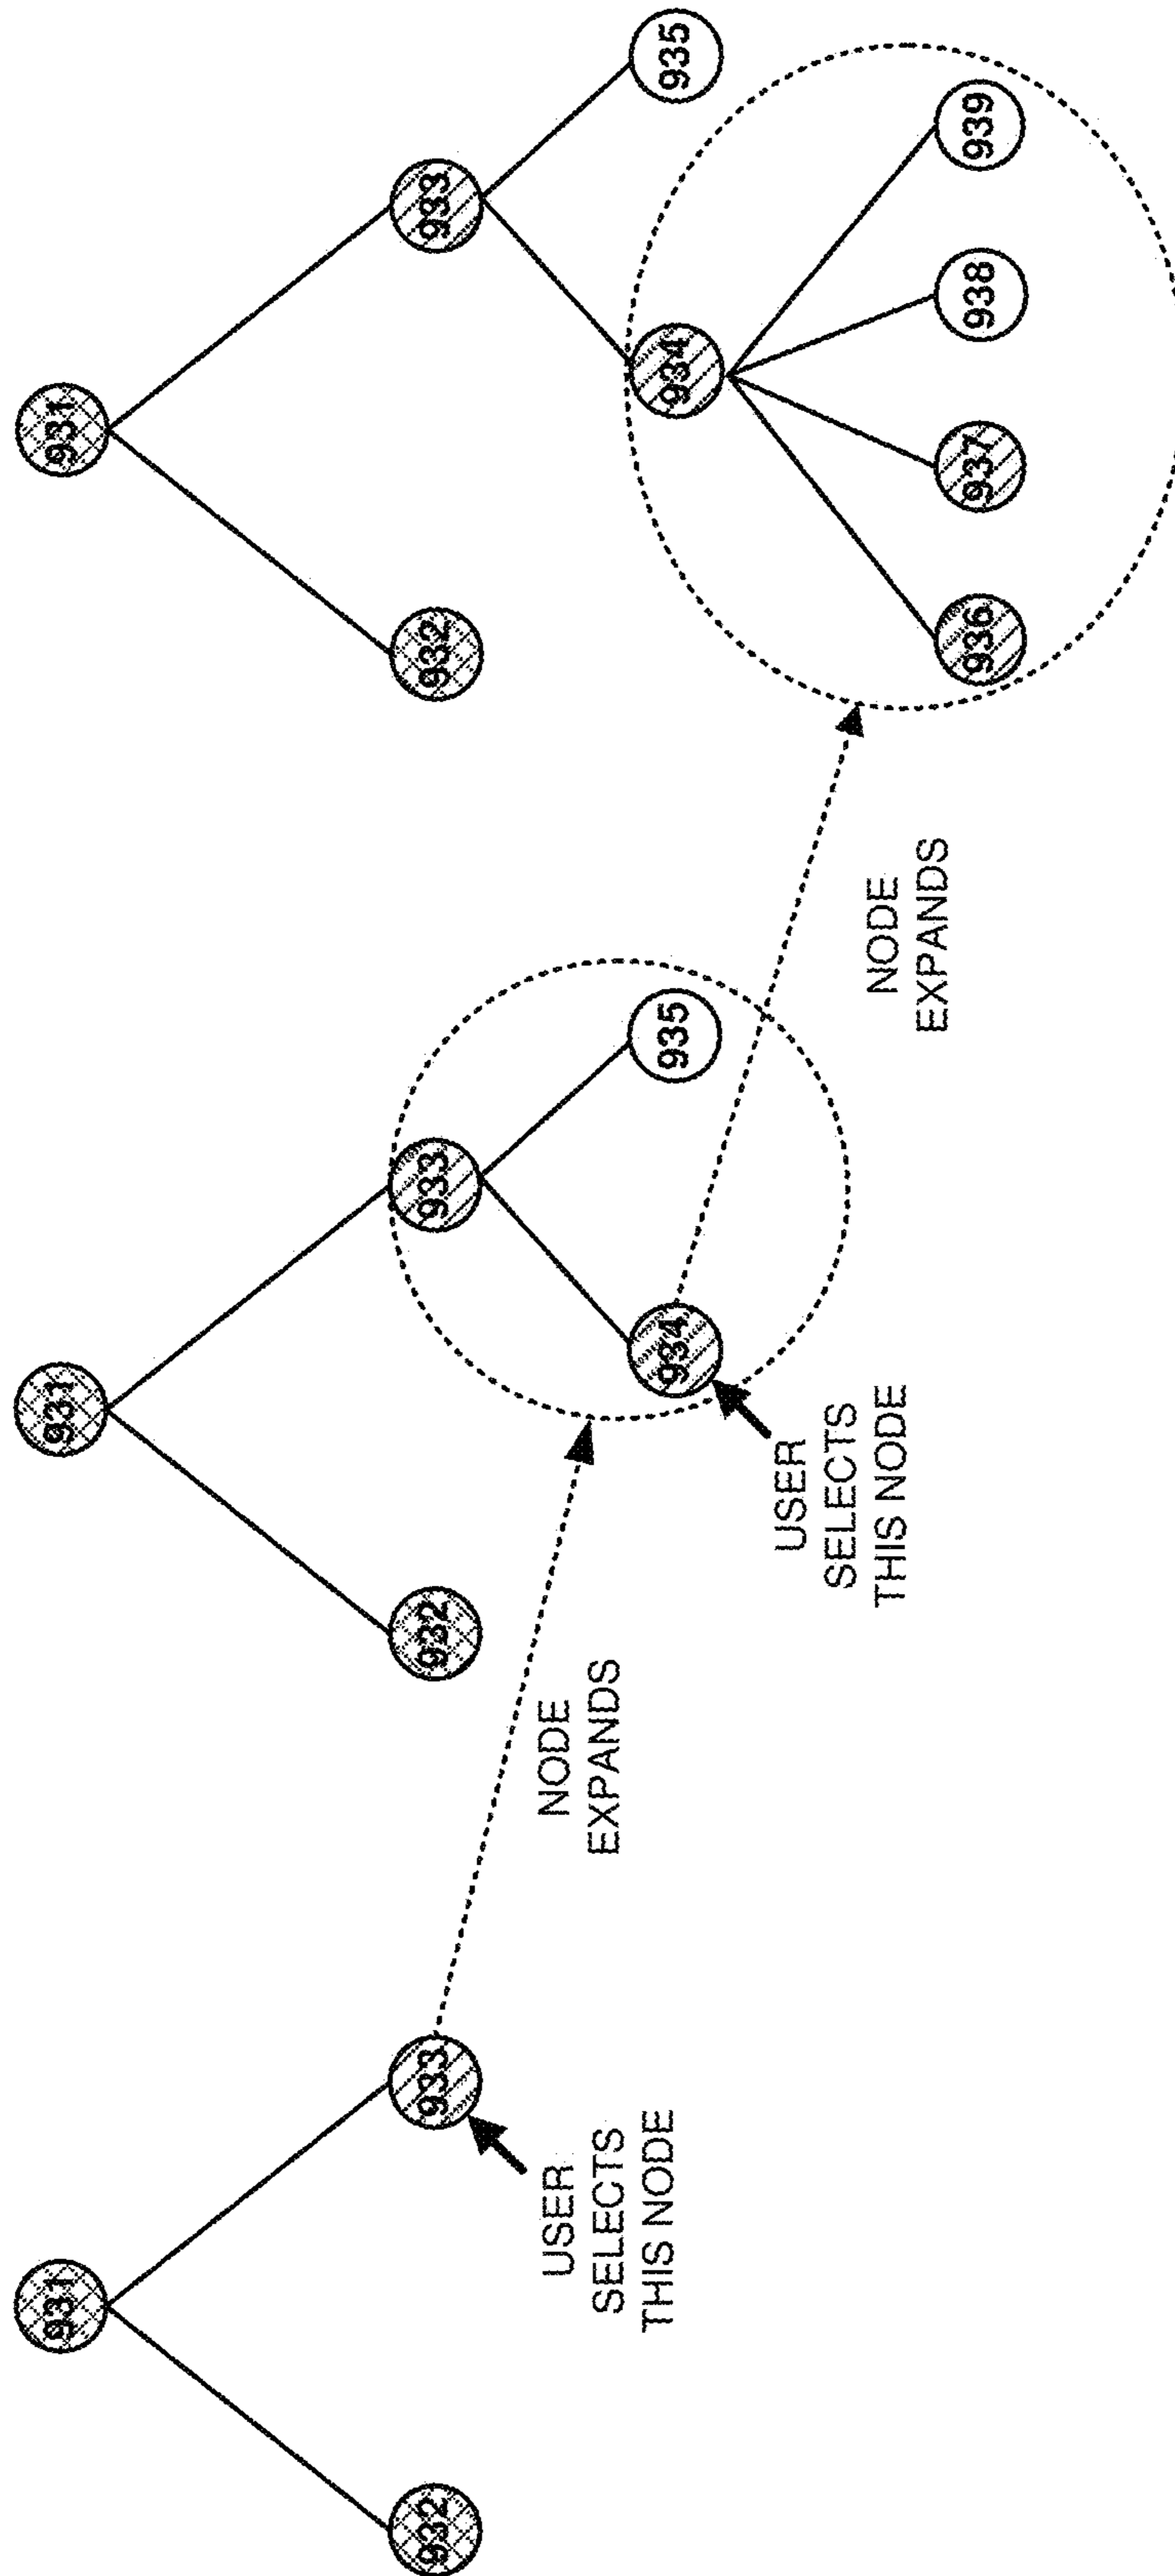 931
932
933
USER
SELECTS
THIS NODE
NODE
EXPANDS
931
932
933
934
935
USER
SELECTS
THIS NODE
NODE
EXPANDS
931
932
933
934
935
936
937
938
939